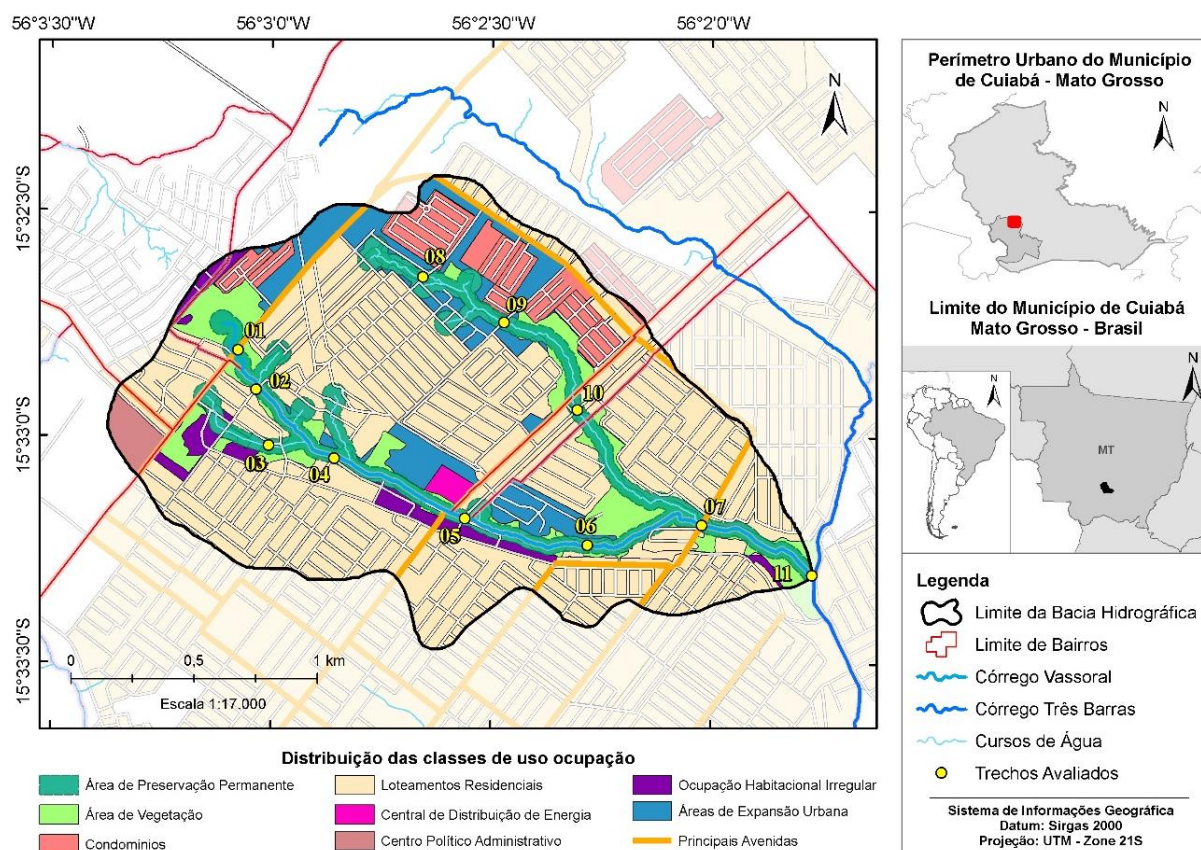 56°3'30"W
56°3'0"W
56°2'30"W
56°2'0"W
15°32'30"S
15°33'0"S
15°33'30"S
N
01
02
03
04
05
06
07
08
09
10
11
0
0,5
1 km
Escala 1:17.000
Distribuição das classes de uso ocupação
Área de Preservação Permanente
Área de Vegetação
Condominios
Loteamentos Residenciais
Central de Distribuição de Energia
Centro Político Administrativo
Ocupação Habitacional Irregular
Áreas de Expansão Urbana
Principais Avenidas
Perímetro Urbano do Município
de Cuiabá - Mato Grosso
N
Limite do Município de Cuiabá
Mato Grosso - Brasil
N
N
MT
Legenda
Limite da Bacia Hidrográfica
Limite de Bairros
Córrego Vassoral
Córrego Três Barras
Cursos de Água
Trechos Avaliados
Sistema de Informações Geográfica
Datum: Sirgas 2000
Projeção: UTM - Zone 21S